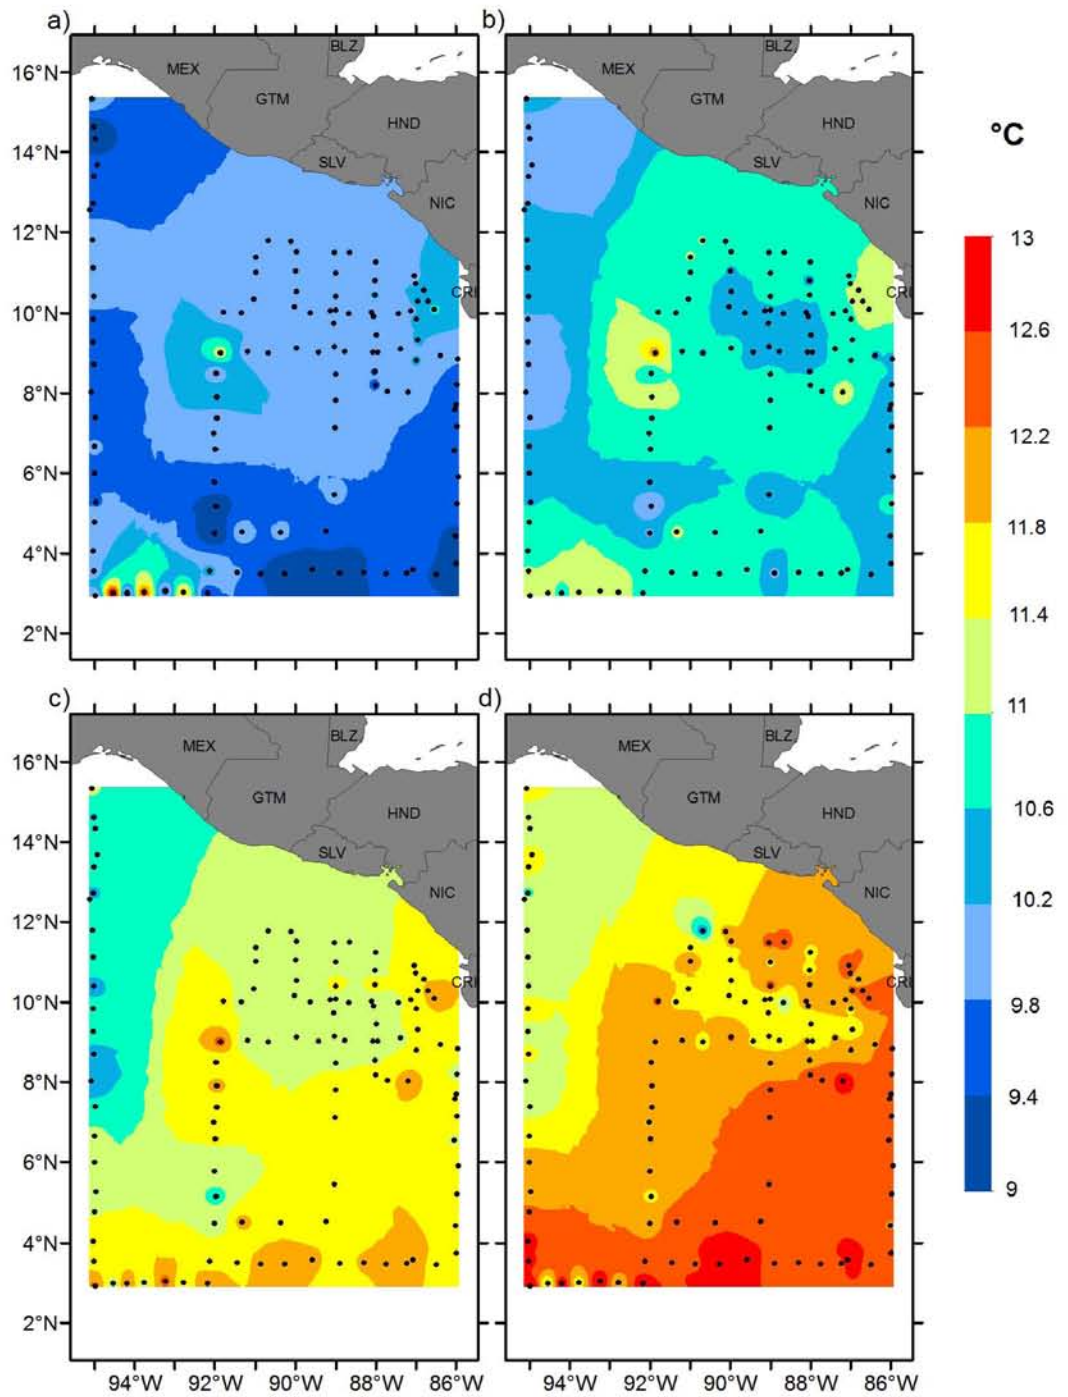 a)
b)
BLZ
BLZ
16°N
MEX
MEX
GTM
GTM
°C
HND
HND
14°N
SLV
SLV
NIC
NIC
12°N
13
CRI
CRI
10°N
12.6
8°N
12.2
6°N
11.8
4°N
11.4
2°N
11
c)
d)
BLZ
BLZ
MEX
MEX
16°N
GTM
GTM
10.6
HND
HND
14°N
SLV
SLV
10.2
NIC
NIC
12°N
CRI
CRI
9.8
10°N
8°N
9.4
6°N
9
4°N
2°N
94°W 92°W 90°W 88°W 86°W
94°W 92°W 90°W 88°W 86°W